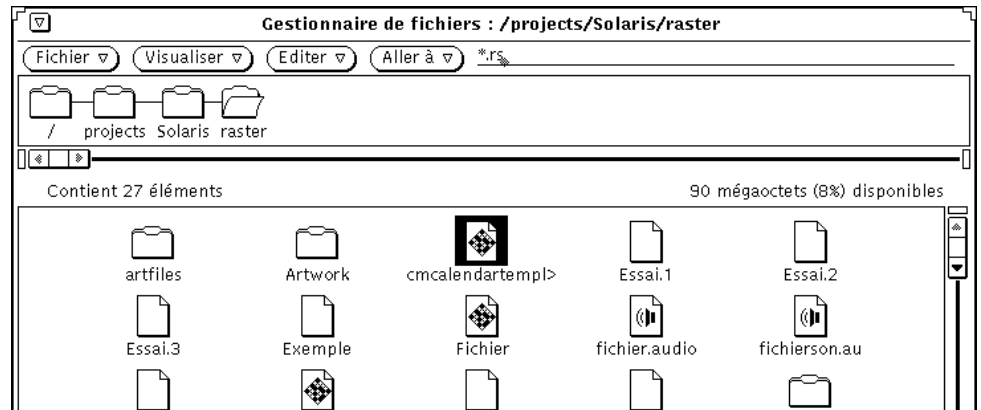 Gestionnaire de fichiers : /projects/Solaris/raster
Fichier Visualiser Editer Aller à *.rs
/ projects Solaris raster
Contient 27 éléments 90 mégaoctets (8%) disponibles
artfiles Artwork cmcalendartempl> Essai.1 Essai.2
Essai.3 Exemple Fichier fichier.audio fichierson.au